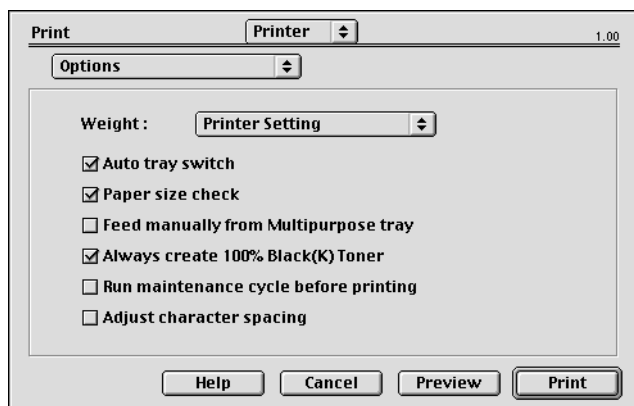 Print Printer 1.00
Options
Weight : Printer Setting
Auto tray switch
Paper size check
Feed manually from Multipurpose tray
Always create 100% Black(K) Toner
Run maintenance cycle before printing
Adjust character spacing
Help Cancel Preview Print